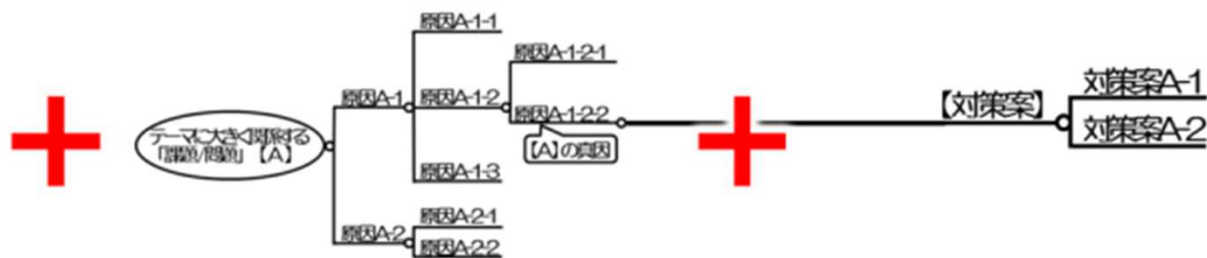 テーマに大きく関係する
「課題/問題」【A】
原因A-1
原因A-1-1
原因A-1-2
原因A-1-2-1
原因A-1-2-2
【A】の真因
原因A-1-3
原因A-2
原因A-2-1
原因A-2-2
【対策案】
対策案A-1
対策案A-2